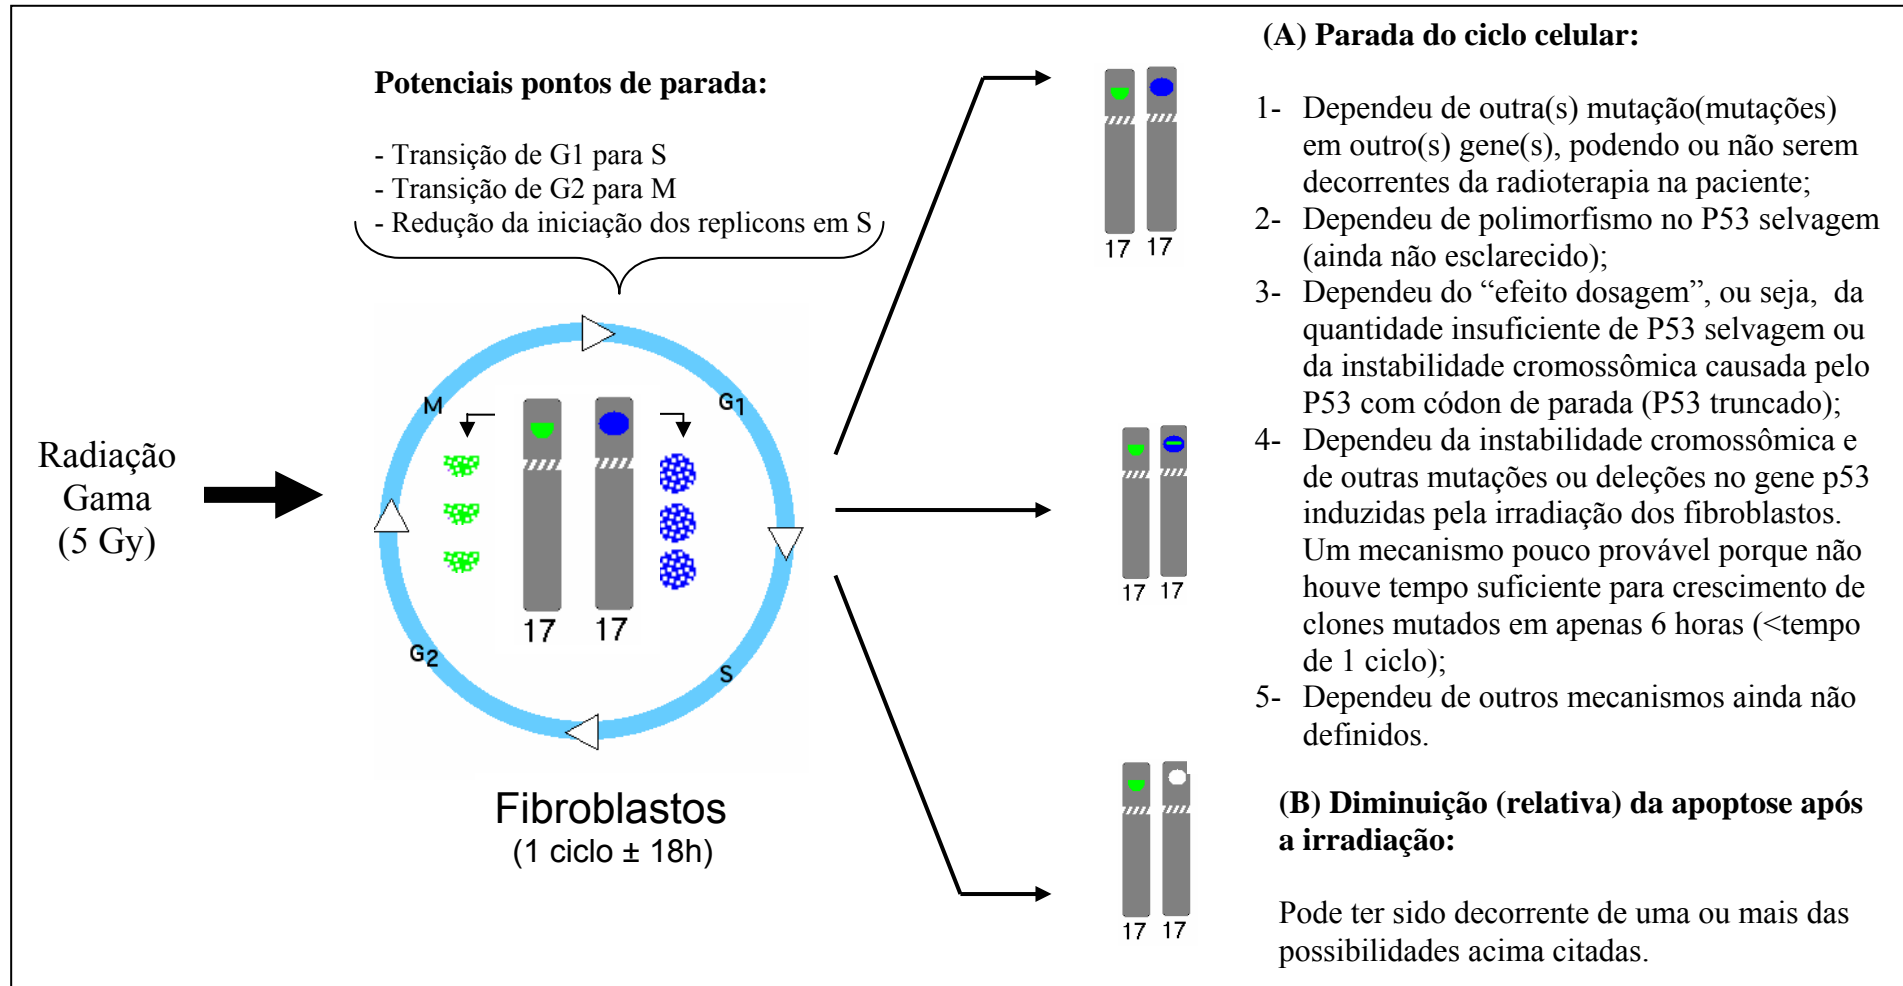 Potenciais pontos de parada:
- Transição de G1 para S
- Transição de G2 para M
- Redução da iniciação dos replicons em S
Radiação
Gama
(5 Gy)
M
G1
G2
S
17 17
Fibroblastos
(1 ciclo ± 18h)
17 17
17 17
17 17
(A) Parada do ciclo celular:
1- Dependeu de outra(s) mutação(mutações)
em outro(s) gene(s), podendo ou não serem
decorrentes da radioterapia na paciente;
2- Dependeu de polimorfismo no P53 selvagem
(ainda não esclarecido);
3- Dependeu do “efeito dosagem”, ou seja, da
quantidade insuficiente de P53 selvagem ou
da instabilidade cromossômica causada pelo
P53 com códon de parada (P53 truncado);
4- Dependeu da instabilidade cromossômica e
de outras mutações ou deleções no gene p53
induzidas pela irradiação dos fibroblastos.
Um mecanismo pouco provável porque não
houve tempo suficiente para crescimento de
clones mutados em apenas 6 horas (<tempo
de 1 ciclo);
5- Dependeu de outros mecanismos ainda não
definidos.
(B) Diminuição (relativa) da apoptose após
a irradiação:
Pode ter sido decorrente de uma ou mais das
possibilidades acima citadas.